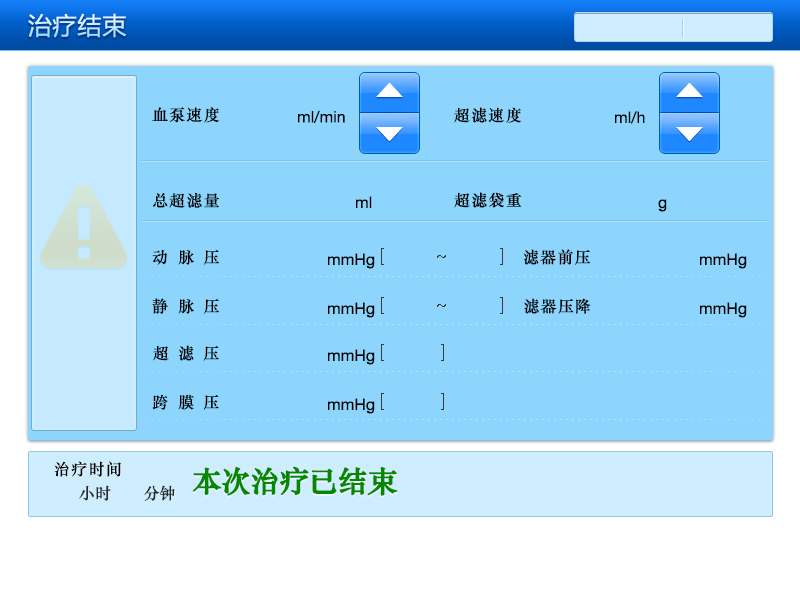 治疗结束
血泵速度 ml/min 超滤速度 ml/h
总超滤量 ml 超滤袋重 g
动 脉 压 mmHg [ ~ ] 滤器前压 mmHg
静 脉 压 mmHg [ ~ ] 滤器压降 mmHg
超 滤 压 mmHg [ ]
跨 膜 压 mmHg [ ]
治疗时间
小时 分钟 本次治疗已结束